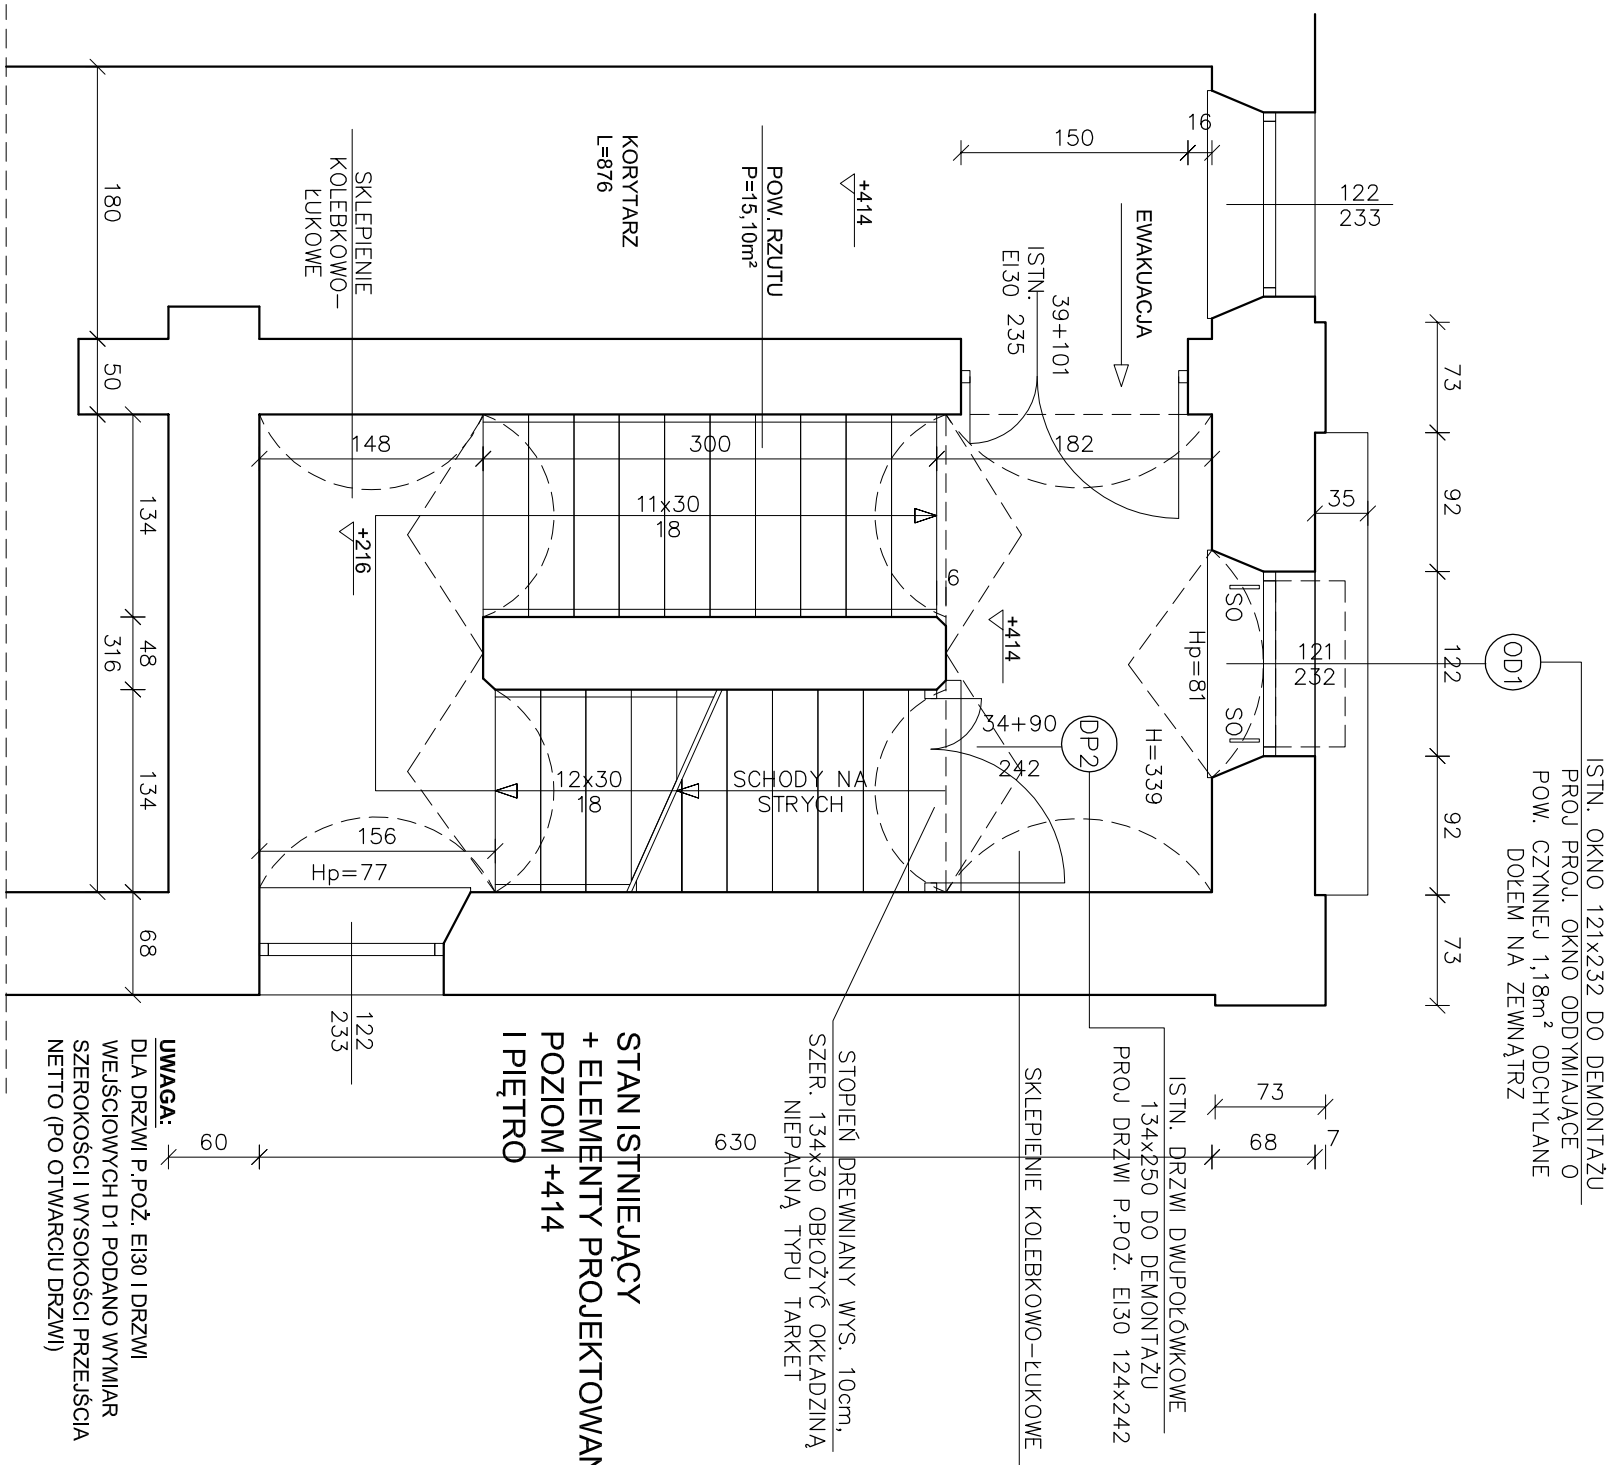 ISTN. OKNO 121x232 DO DEMONTAŻU
PROJ PROJ. OKNO ODDYMIAJĄCE O
POW. CZYNNEJ 1,18m² ODCHYLANE
DOŁEM NA ZEWNĄTRZ
OD1
73
92
122
92
73
35
122
233
16
150
EWAKUACJA
39+101
ISTN.
EI30 235
+414
POW. RZUTU
P=15,10m²
KORYTARZ
L=876
SKLEPIENIE
KOLEBKOWO-
ŁUKOWE
180
50
148
300
182
134
48
316
134
68
11x30
18
+216
6
+414
SO
121
232
SO
Hp=81
H=339
DP2
34+90
242
SCHODY NA
STRYCH
12x30
18
156
Hp=77
122
233
73
7
68
630
60
ISTN. DRZWI DWUPOŁÓWKOWE
134x250 DO DEMONTAŻU
PROJ DRZWI P.POŻ. EI30 124x242
SKLEPIENIE KOLEBKOWO-ŁUKOWE
STOPIEŃ DREWNIANY WYS. 10cm,
SZER. 134x30 OBŁOŻYĆ OKŁADZINĄ
NIEPALNĄ TYPU TARKET
STAN ISTNIEJĄCY
+ ELEMENTY PROJEKTOWAN
POZIOM +414
I PIĘTRO
UWAGA:
DLA DRZWI P.POŻ. EI30 I DRZWI
WEJŚCIOWYCH D1 PODANO WYMIAR
SZEROKOŚCI I WYSOKOŚCI PRZEJŚCIA
NETTO (PO OTWARCIU DRZWI)